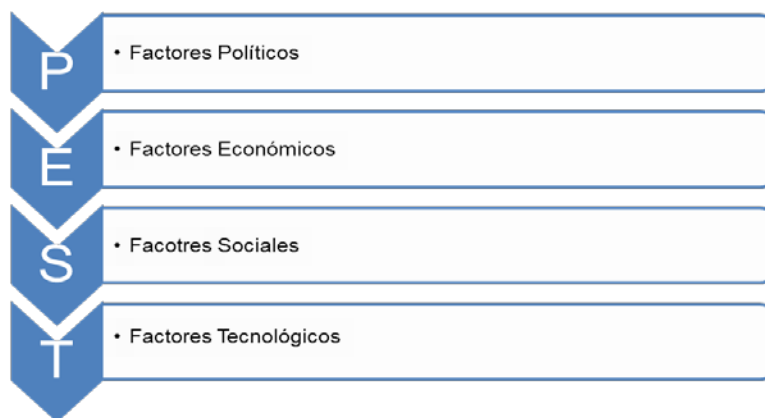 P
• Factores Políticos
E
• Factores Económicos
S
• Facotres Sociales
T
• Factores Tecnológicos